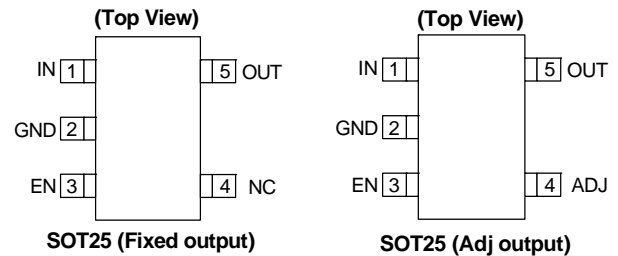 (Top View)
IN 1 5 OUT
GND 2
EN 3 4 NC
SOT25 (Fixed output)
(Top View)
IN 1 5 OUT
GND 2
EN 3 4 ADJ
SOT25 (Adj output)